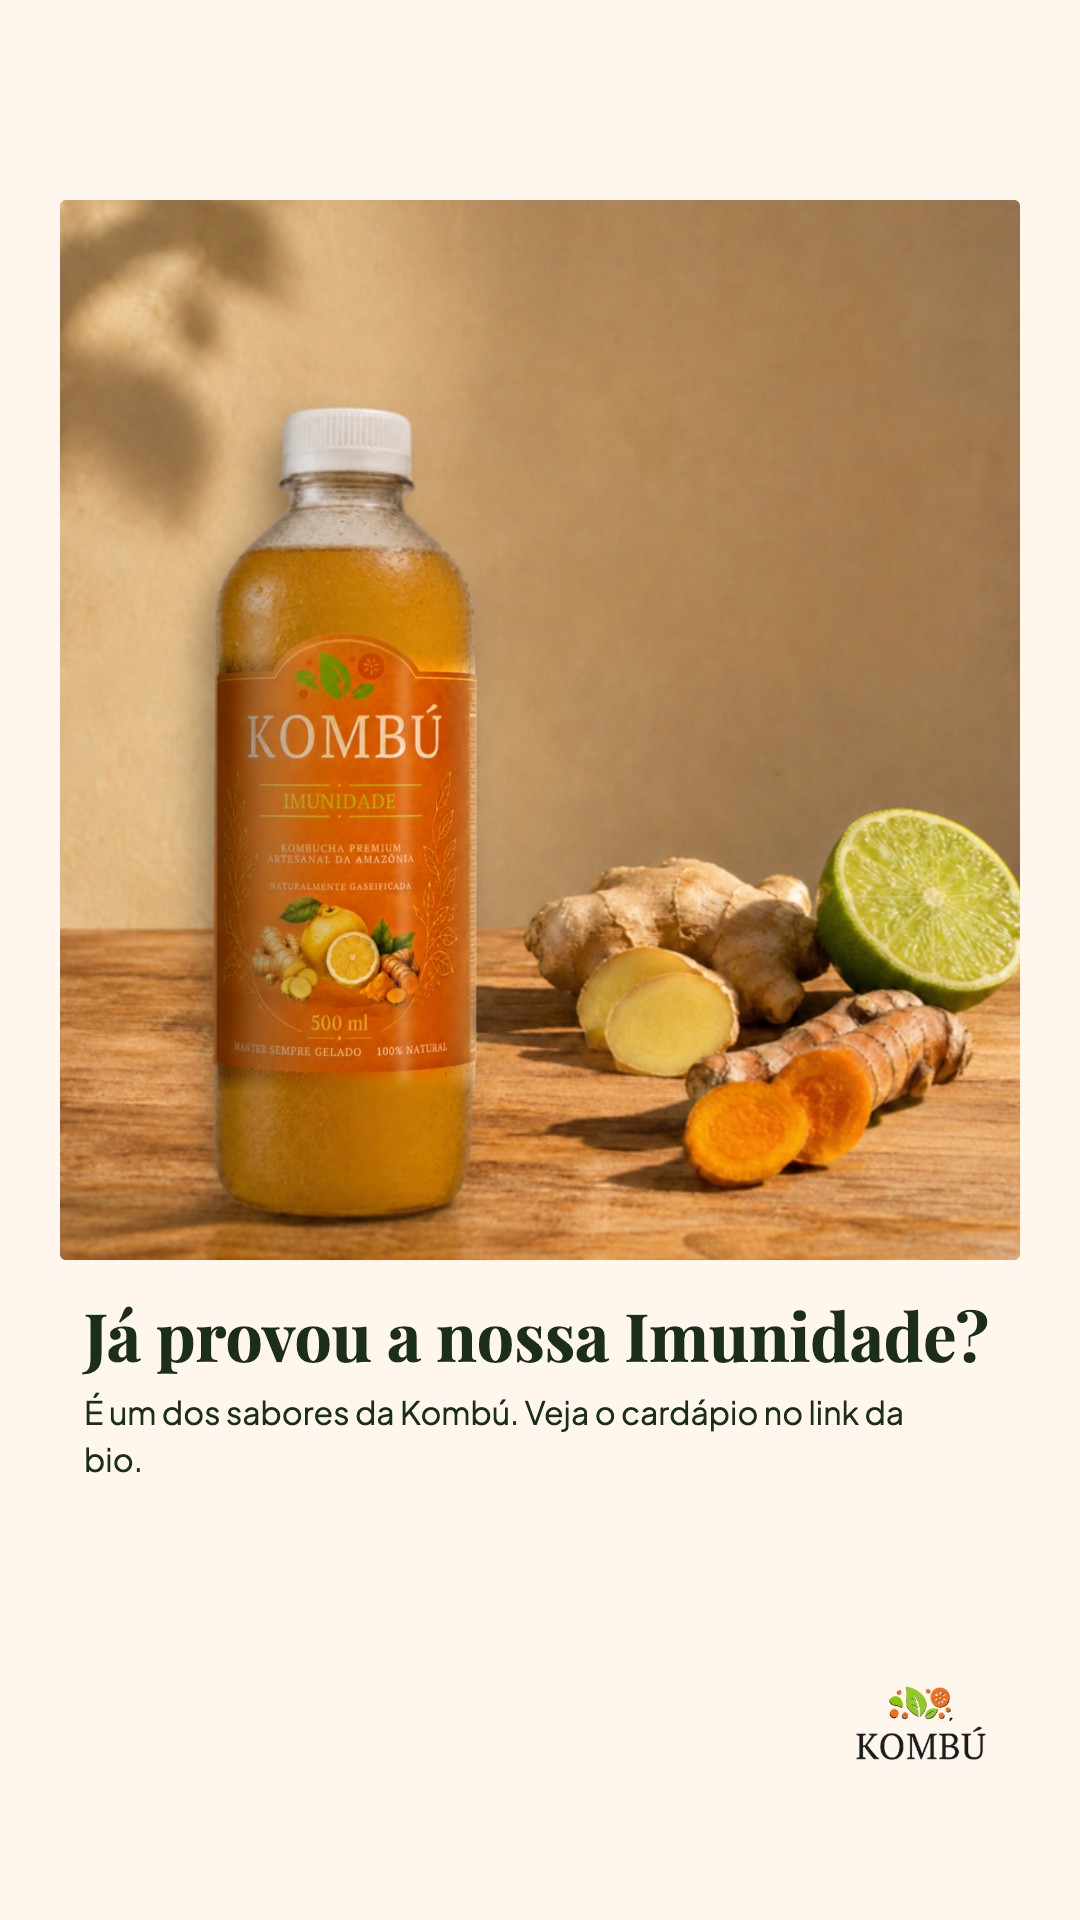 KOMBÚ
IMUNIDADE
KOMBUCHA PREMIUM
ARTESANAL DA AMAZÔNIA
NATURALMENTE GASEIFICADA
500 ml
MANTER SEMPRE GELADO 100% NATURAL
Já provou a nossa Imunidade?
É um dos sabores da Kombú. Veja o cardápio no link da
bio.
KOMBÚ